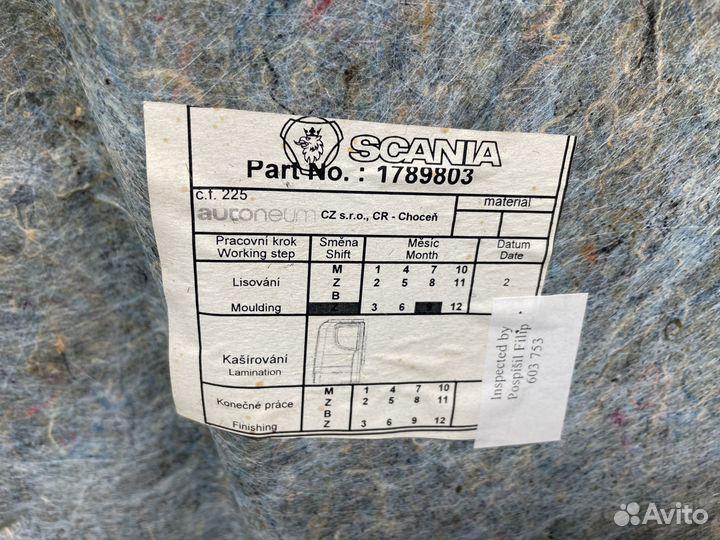 SCANIA
Part No. : 1789803
č.f. 225
material
autoneum CZ s.r.o., CR - Choceň
Pracovní krok Směna Měsíc Datum
Working step Shift Month Date
M 1 4 7 10
Lisování Z 2 5 8 11 2
B
Moulding Z 3 6 9 12
Kašírování
Lamination
M 1 4 7 10
Konečné práce Z 2 5 8 11
B
Finishing Z 3 6 9 12
Inspected by
Pospíšil Filip
603 753
Avito